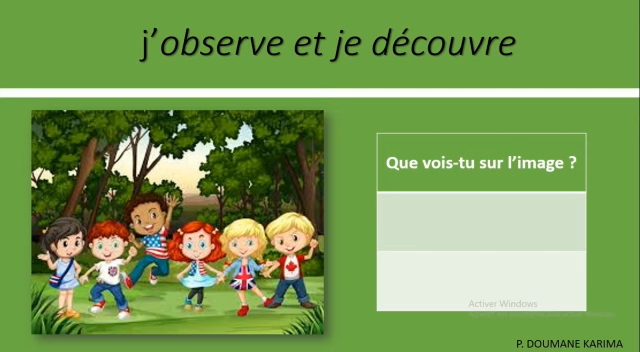 j'observe et je découvre
Que vois-tu sur l'image ?
Activer Windows
P. DOUMANE KARIMA